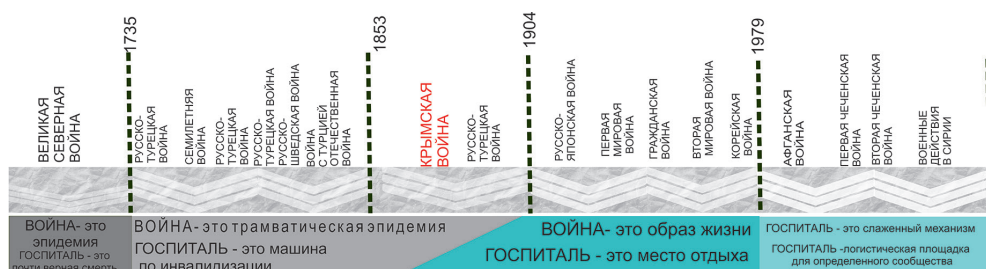 1735
1853
1904
1979
ВЕЛИКАЯ
СЕВЕРНАЯ
ВОЙНА
РУССКО-
ТУРЕЦКАЯ
ВОЙНА
СЕМИЛЕТНЯЯ
ВОЙНА
РУССКО-
ТУРЕЦКАЯ
ВОЙНА
РУССКО-
ТУРЕЦКАЯ ВОЙНА
РУССКО-
ШВЕДСКАЯ ВОЙНА
ВОЙНА
С ТУРЦИЕЙ
ОТЕЧЕСТВЕННАЯ
ВОЙНА
КРЫМСКАЯ
ВОЙНА
РУССКО-
ТУРЕЦКАЯ
ВОЙНА
РУССКО-
ЯПОНСКАЯ ВОЙНА
ПЕРВАЯ
МИРОВАЯ
ВОЙНА
ГРАЖДАНСКАЯ
ВОЙНА
ВТОРАЯ
МИРОВАЯ ВОЙНА
КОРЕЙСКАЯ
ВОЙНА
АФГАНСКАЯ
ВОЙНА
ПЕРВАЯ ЧЕЧЕНСКАЯ
ВОЙНА
ВТОРАЯ ЧЕЧЕНСКАЯ
ВОЙНА
ВОЕННЫЕ
ДЕЙСТВИЯ
В СИРИИ
ВОЙНА- это
эпидемия
ГОСПИТАЛЬ - это
почти верная смерть
ВОЙНА- это трамватическая эпидемия
ГОСПИТАЛЬ - это машина
по инвалидизации
ВОЙНА- это образ жизни
ГОСПИТАЛЬ - это место отдыха
ГОСПИТАЛЬ - это слаженный механизм
ГОСПИТАЛЬ -логистическая площадка
для определенного сообщества